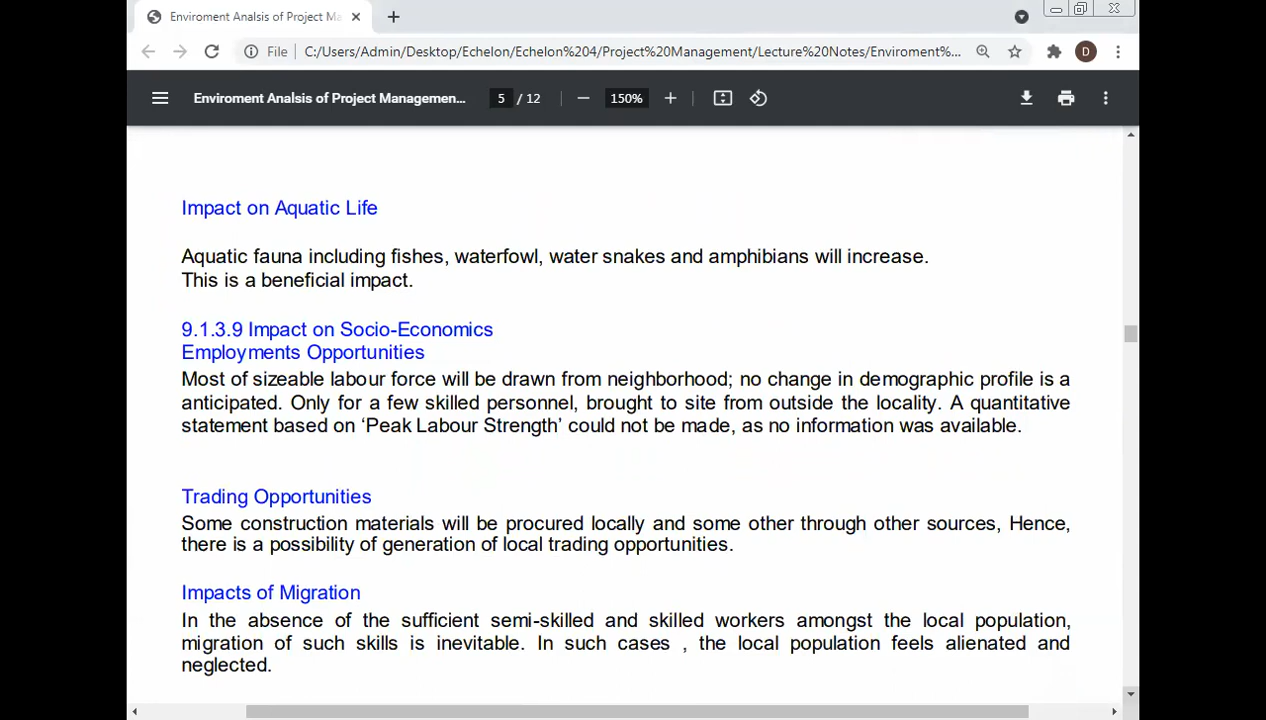 Enviroment Analsis of Project Ma
File
C:/Users/Admin/Desktop/Echelon/Echelon%204/Project%20Management/Lecture%20Notes/Enviroment%...
D
Enviroment Analsis of Project Managemen...
5 / 12
150%
Impact on Aquatic Life
Aquatic fauna including fishes, waterfowl, water snakes and amphibians will increase.
This is a beneficial impact.
9.1.3.9 Impact on Socio-Economics
Employments Opportunities
Most of sizeable labour force will be drawn from neighborhood; no change in demographic profile is a
anticipated. Only for a few skilled personnel, brought to site from outside the locality. A quantitative
statement based on ‘Peak Labour Strength’ could not be made, as no information was available.
Trading Opportunities
Some construction materials will be procured locally and some other through other sources, Hence,
there is a possibility of generation of local trading opportunities.
Impacts of Migration
In the absence of the sufficient semi-skilled and skilled workers amongst the local population,
migration of such skills is inevitable. In such cases , the local population feels alienated and
neglected.